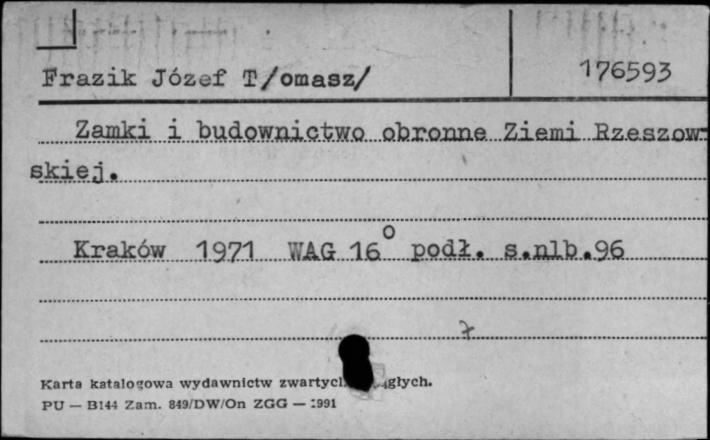 Frazik Józef T/omasz/ 176593
Zamki i budownictwo obronne Ziemi Rzeszow-
skiej.
Kraków 1971 WAG 16° podł. s.nlb.96
Karta katalogowa wydawnictw
PU — B144 Zam. 849/DW/On ZGG — 1991